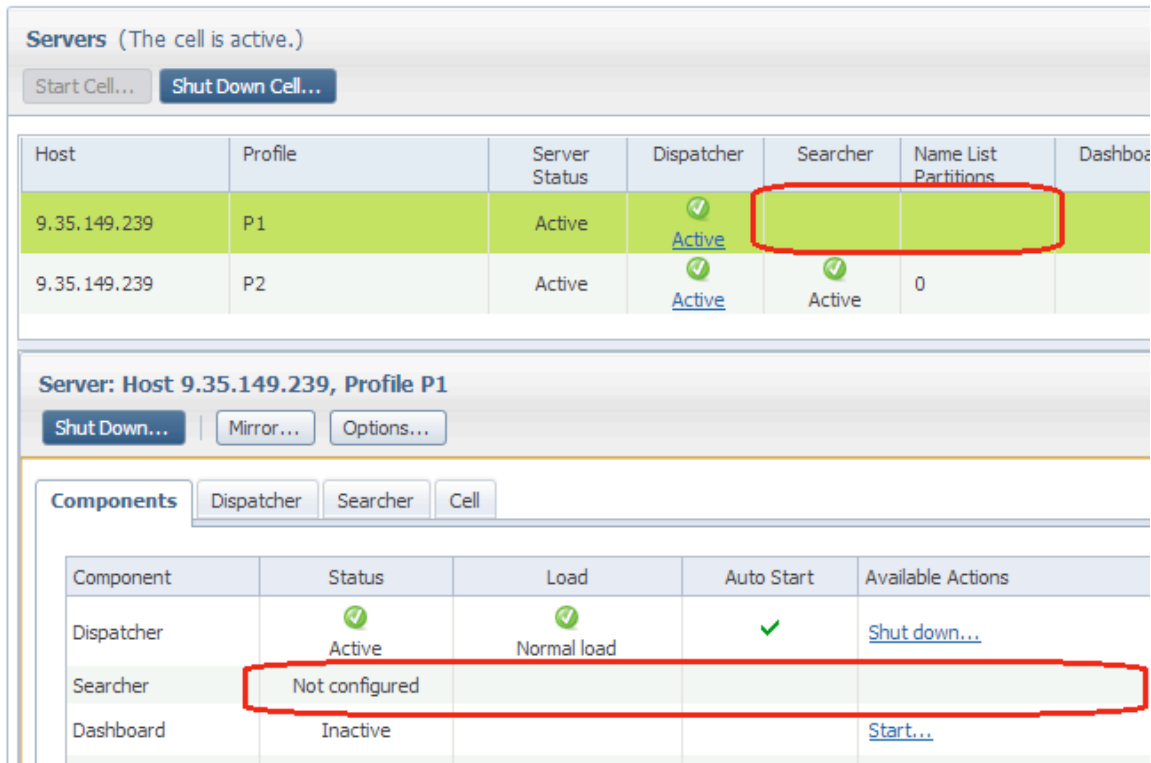 Servers (The cell is active.)
Start Cell... Shut Down Cell...
Host Profile Server Status Dispatcher Searcher Name List Partitions Dashboa
9.35.149.239 P1 Active Active
9.35.149.239 P2 Active Active Active 0
Server: Host 9.35.149.239, Profile P1
Shut Down... Mirror... Options...
Components Dispatcher Searcher Cell
Component Status Load Auto Start Available Actions
Dispatcher Active Normal load Shut down...
Searcher Not configured
Dashboard Inactive Start...